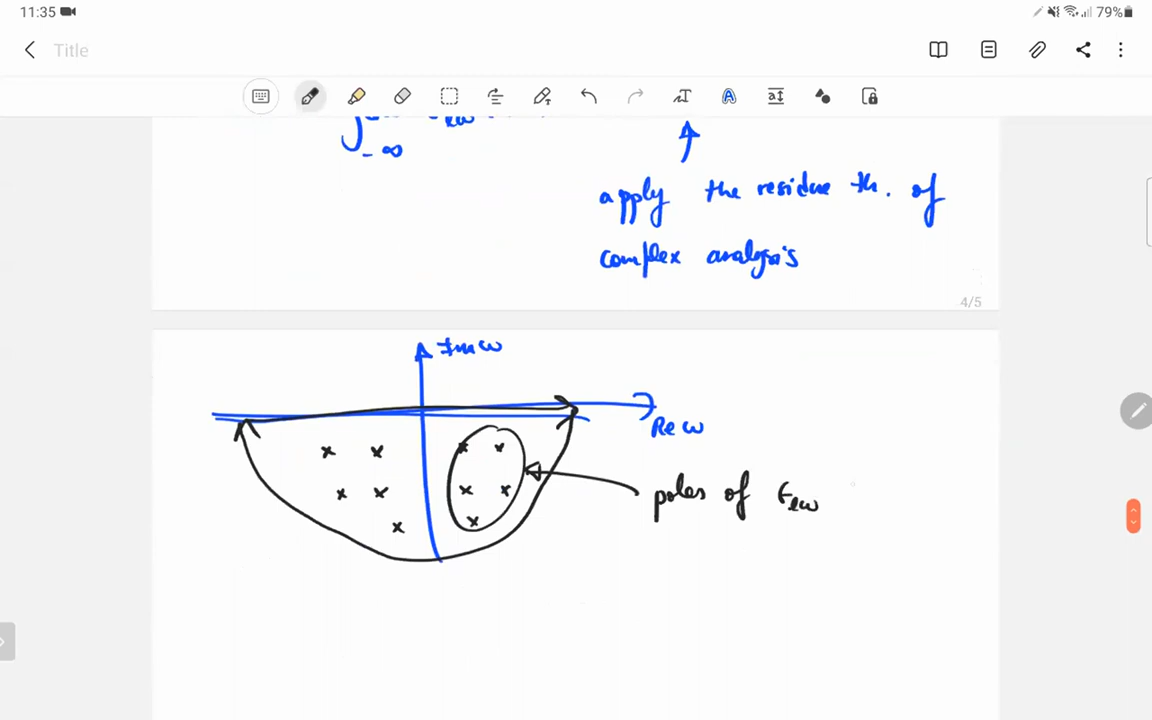 11:35
79%
Title
- ∞
apply the residue th. of
complex analysis
4/5
Im ω
Re ω
poles of